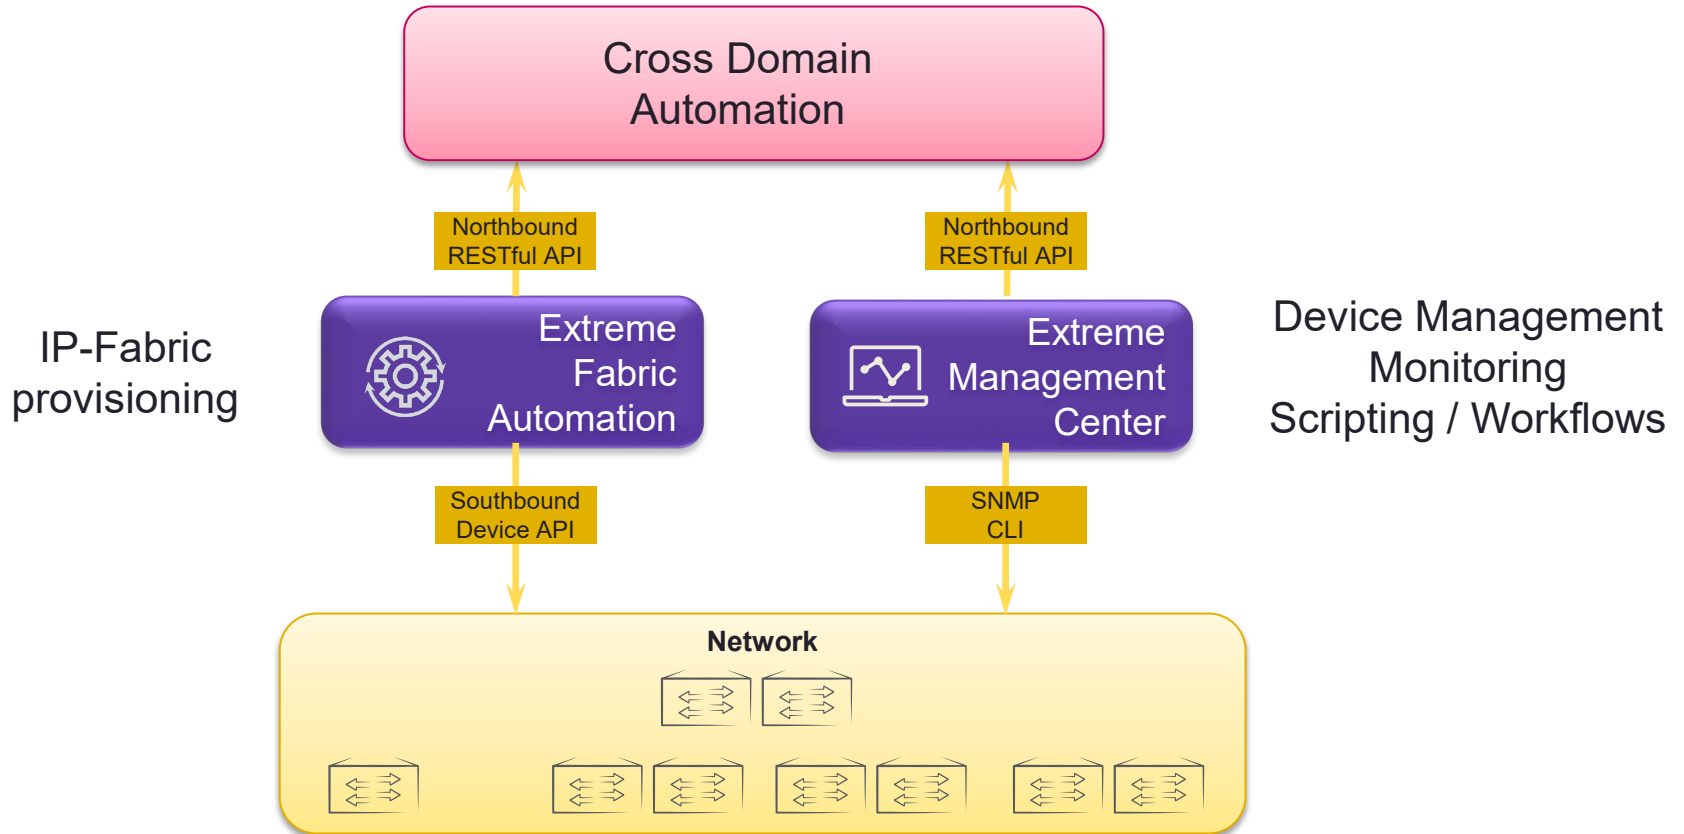 Cross Domain
Automation
Northbound
RESTful API
Northbound
RESTful API
IP-Fabric
provisioning
Extreme
Fabric
Automation
Extreme
Management
Center
Device Management
Monitoring
Scripting / Workflows
Southbound
Device API
SNMP
CLI
Network